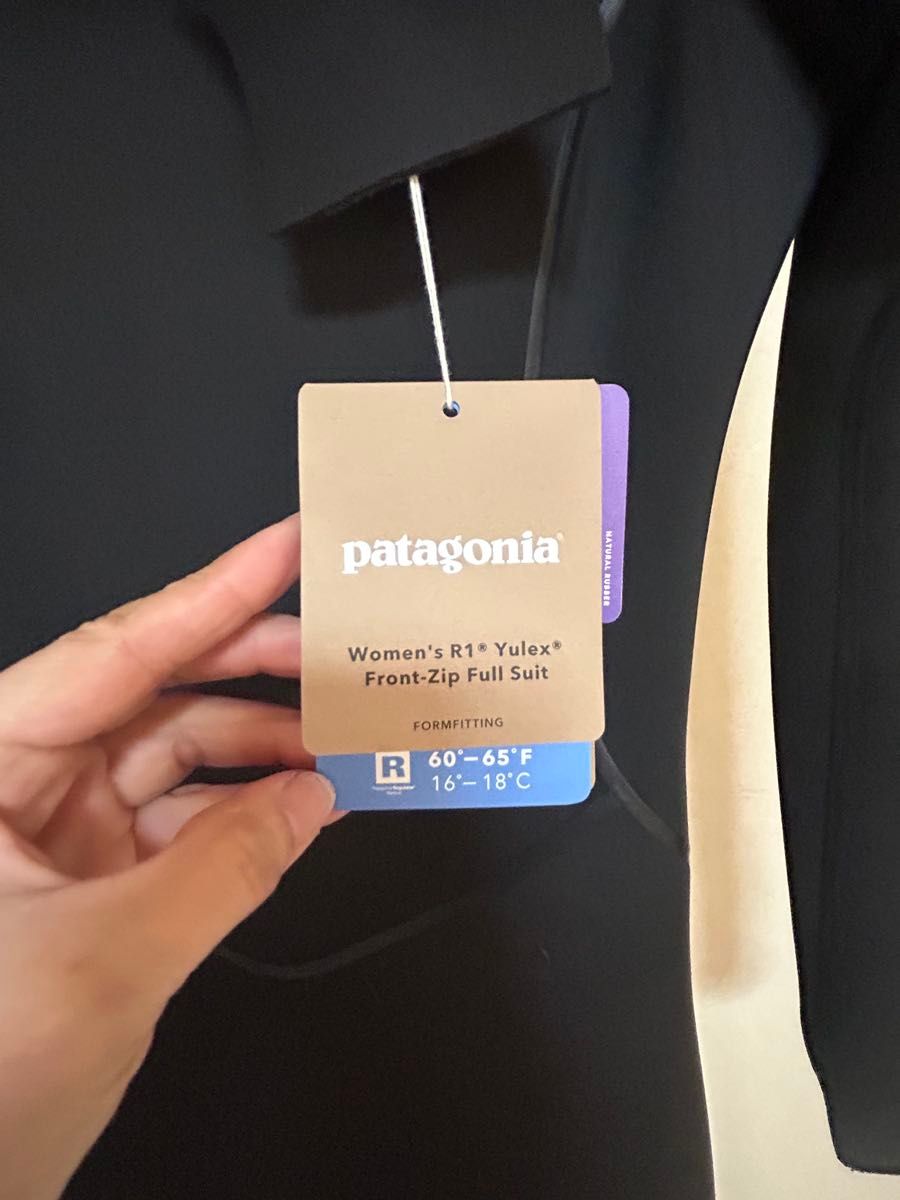 patagonia®
Women's R1® Yulex®
Front-Zip Full Suit
FORMFITTING
NATURAL RUBBER
R
60°–65°F
16°–18°C